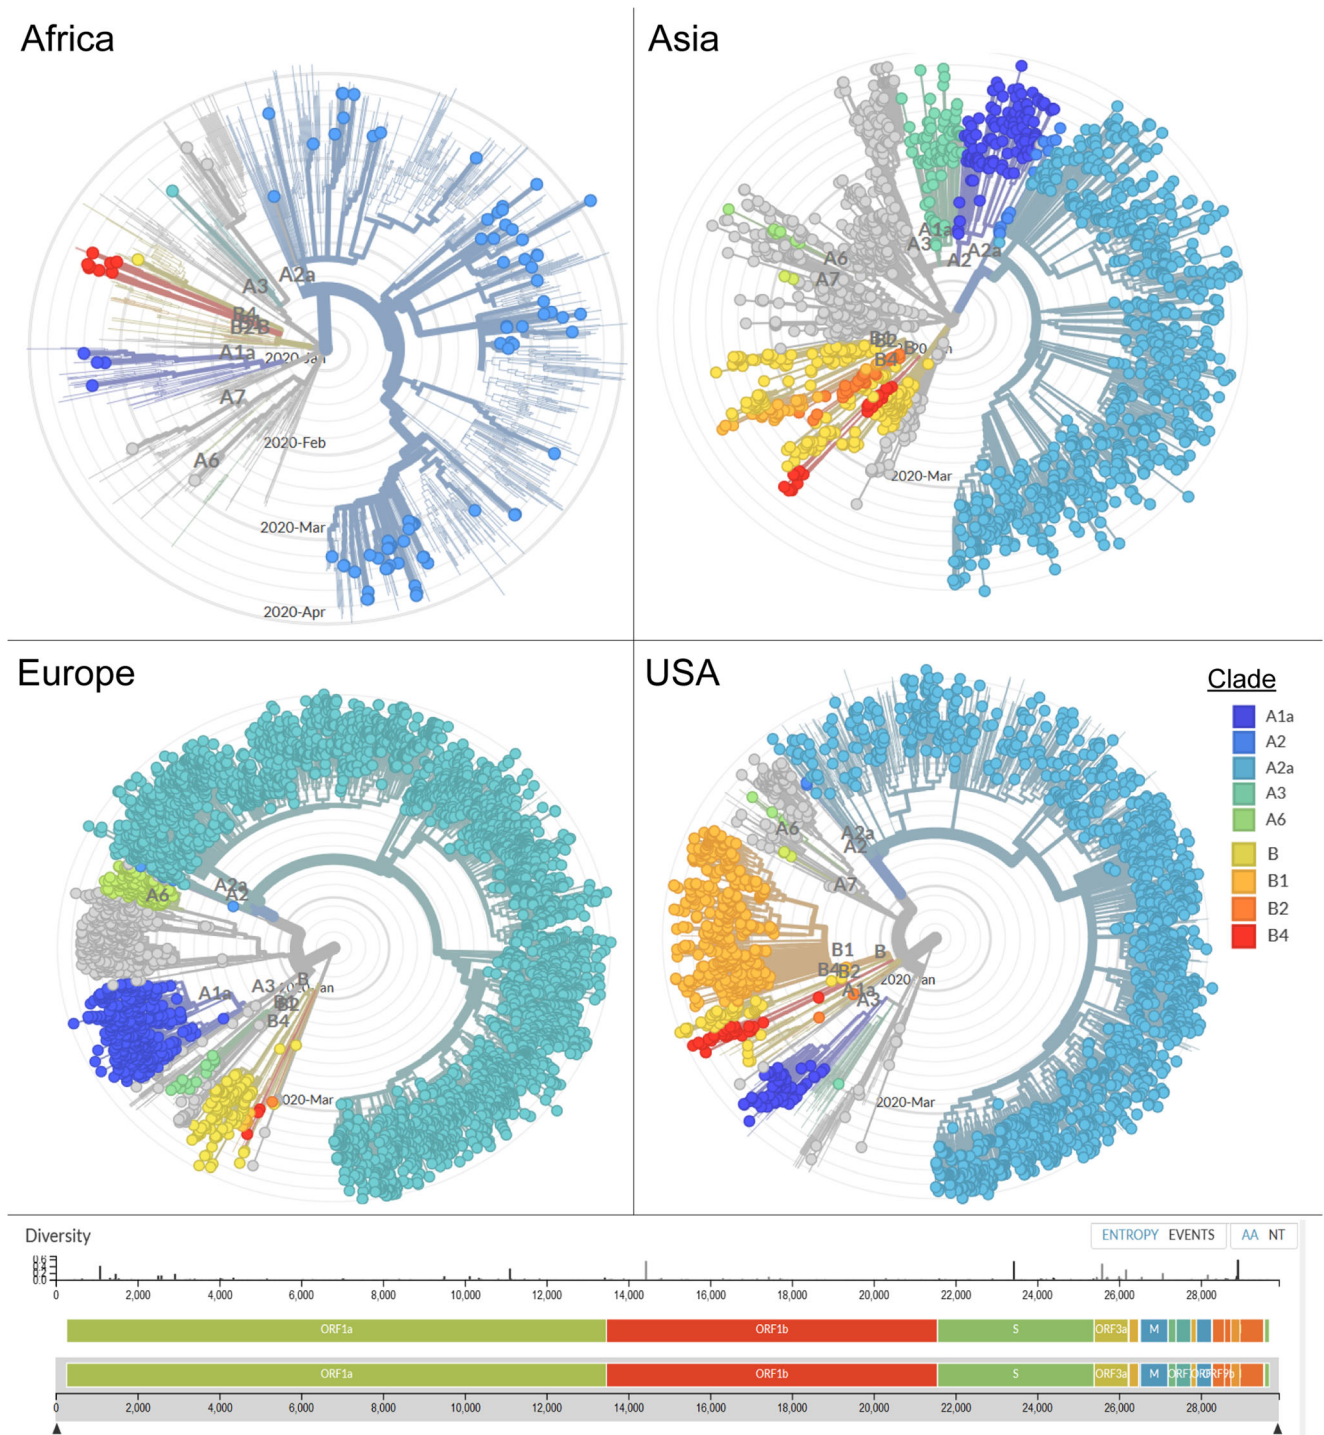 Africa
Asia
A2a
A3
B4
B2B
A1a
2020-Jan
A7
2020-Feb
A6
2020-Mar
2020-Apr
A1a
A3
A2a
A2
A6
A7
B2
B
B4
2020-Mar
Europe
USA
Clade
A1a
A2
A2a
A3
A6
B
B1
B2
B4
A6
A2a
A2
A1a
A3
B
B2
B4
A2a
A2
A6
A7
B1
B
B4
B2
2020-Jan
A1a
A3
2020-Mar
Diversity
ENTROPY EVENTS AA NT
0.0
0 2,000 4,000 6,000 8,000 10,000 12,000 14,000 16,000 18,000 20,000 22,000 24,000 26,000 28,000
ORF1a ORF1b S ORF3a M
ORF1a ORF1b S ORF3a M
0 2,000 4,000 6,000 8,000 10,000 12,000 14,000 16,000 18,000 20,000 22,000 24,000 26,000 28,000